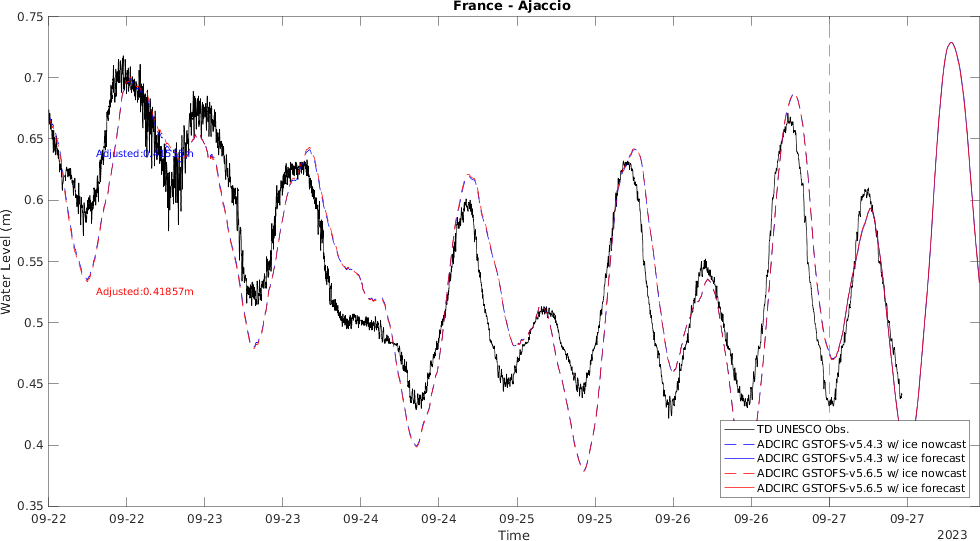 France - Ajaccio
0.75
0.7
0.65
0.6
0.55
0.5
0.45
0.4
0.35
Water Level (m)
Adjusted:
Adjusted:0.41857m
TD UNESCO Obs.
ADCIRC GSTOFS-v5.4.3 w/ ice nowcast
ADCIRC GSTOFS-v5.4.3 w/ ice forecast
ADCIRC GSTOFS-v5.6.5 w/ ice nowcast
ADCIRC GSTOFS-v5.6.5 w/ ice forecast
09-22 09-22 09-23 09-23 09-24 09-24 09-25 09-25 09-26 09-26 09-27 09-27
Time
2023